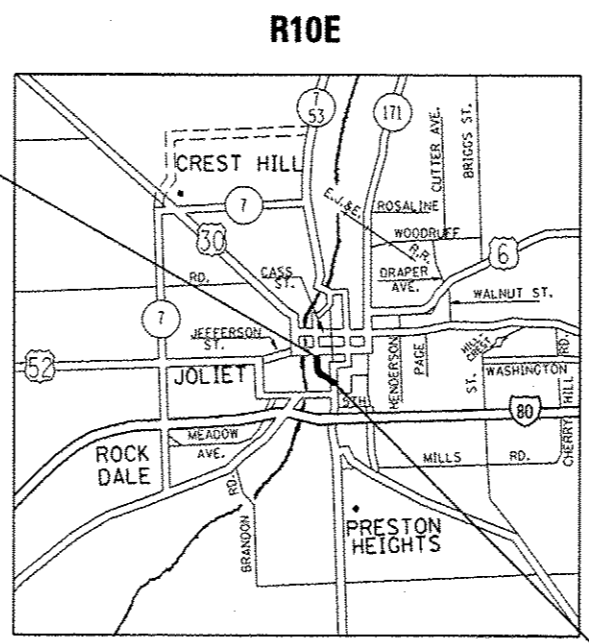 R10E
7
53
171
CUTTER AVE.
BRIGGS ST.
CREST HILL
E.J.&E.
R.R.
ROSALINE
7
WOODRUFF
30
6
RD.
CASS
ST.
DRAPER
AVE.
WALNUT ST.
7
JEFFERSON
ST.
HENDERSON
PAGE
HILL-
CREST
RD.
52
JOLIET
ST.
WASHINGTON
5TH
80
CHERRY HILL
MEADOW
AVE.
ROCK
DALE
MILLS RD.
BRANDON
RD.
PRESTON
HEIGHTS